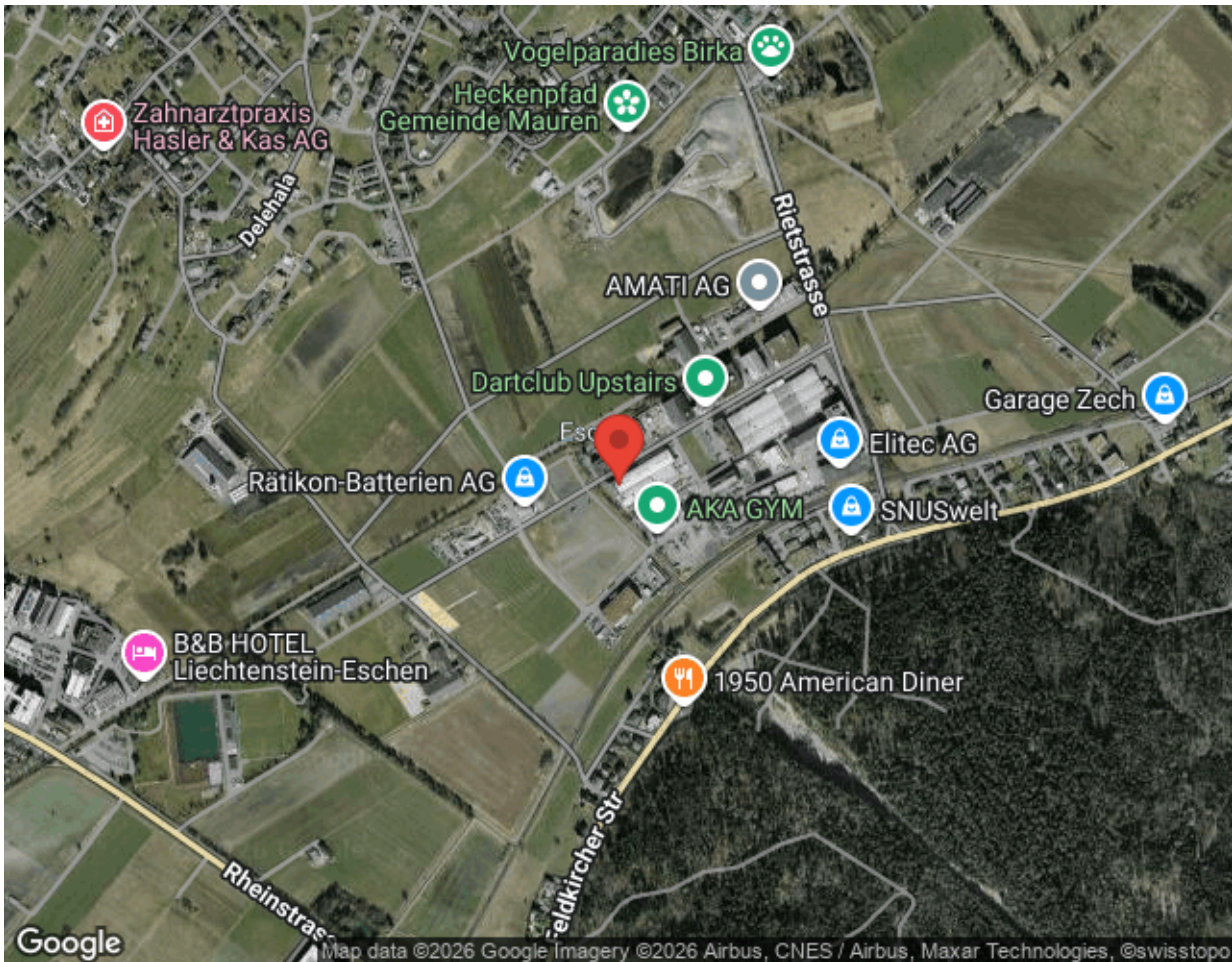 Vogelparadies Birka
Heckenpfad
Gemeinde Mauren
Zahnarztpraxis
Hasler & Kas AG
Delehala
Rietstrasse
AMATI AG
Dartclub Upstairs
Garage Zech
Elitec AG
Rätikon-Batterien AG
AKA GYM
SNUSwelt
B&B HOTEL
Liechtenstein-Eschen
1950 American Diner
Feldkircher Str
Rheinstrasse
Google
Map data ©2026 Google Imagery ©2026 Airbus, CNES / Airbus, Maxar Technologies, ©swisstopo